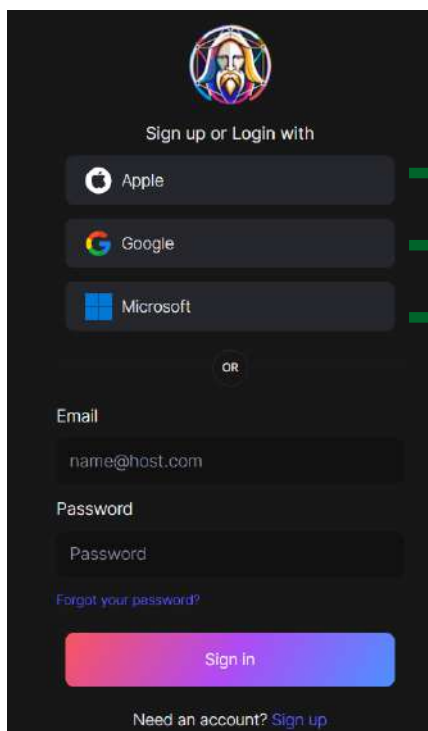 Sign up or Login with
Apple
Google
Microsoft
OR
Email
name@host.com
Password
Password
Forgot your password?
Sign in
Need an account? Sign up